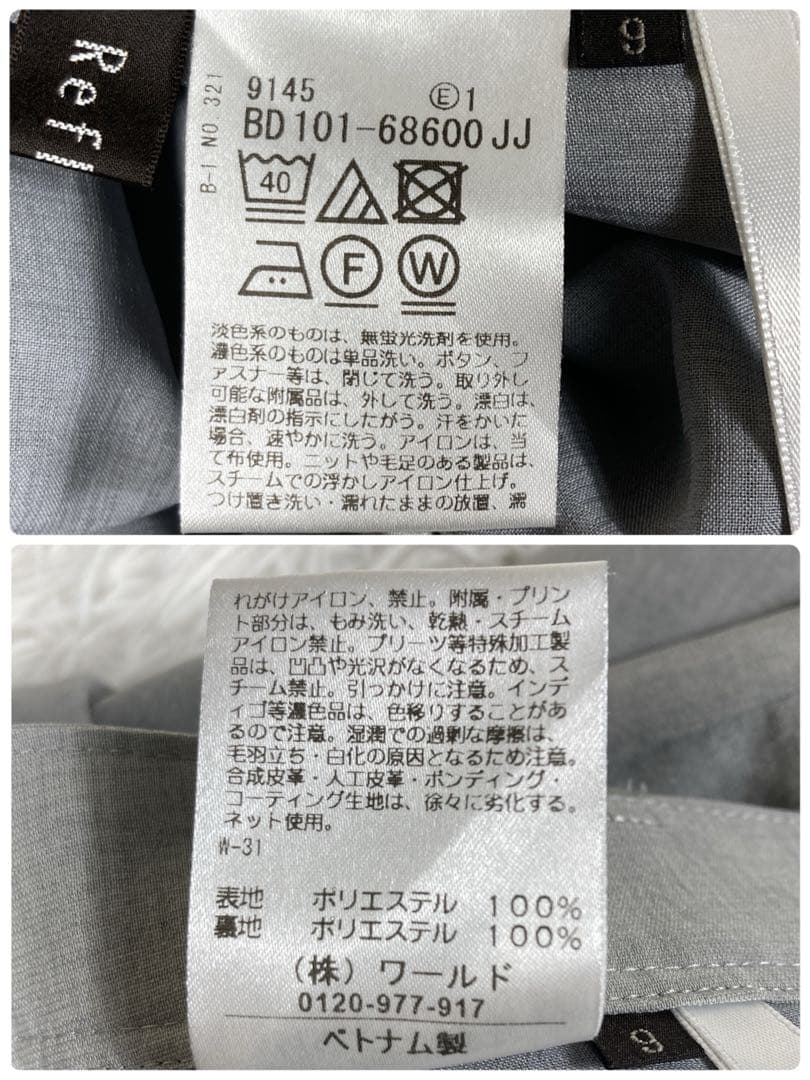 Ref
9
B-1 NO.321
9145 Ⓔ1
BD101-68600JJ
40
F W
淡色系のものは、無蛍光洗剤を使用。
濃色系のものは単品洗い。ボタン、フ
ァスナー等は、閉じて洗う。取り外し
可能な附属品は、外して洗う。漂白は、
漂白剤の指示にしたがう。汗をかいた
場合、速やかに洗う。アイロンは、当
て布使用。ニットや毛足のある製品は、
スチームでの浮かしアイロン仕上げ。
つけ置き洗い・濡れたままの放置、濡
れがけアイロン、禁止。附属・プリン
ト部分は、もみ洗い、乾熱・スチーム
アイロン禁止。プリーツ等特殊加工製
品は、凹凸や光沢がなくなるため、ス
チーム禁止。引っかけに注意。インディ
ィゴ等濃色品は、色移りすることがあ
るので注意。湿潤での過剰な摩擦は、
毛羽立ち・白化の原因となるため注意。
合成皮革・人工皮革・ボンディング・
コーティング生地は、徐々に劣化する。
ネット使用。
W-31
表地 ポリエステル 100%
裏地 ポリエステル 100%
(株)ワールド
0120-977-917
ベトナム製
9